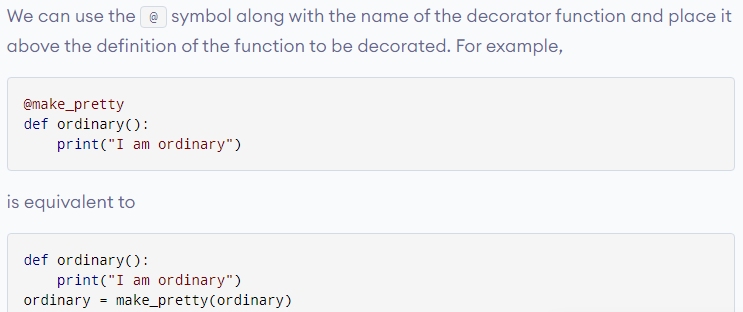 We can use the @ symbol along with the name of the decorator function and place it
above the definition of the function to be decorated. For example,
@make_pretty
def ordinary():
    print("I am ordinary")
is equivalent to
def ordinary():
    print("I am ordinary")
ordinary = make_pretty(ordinary)